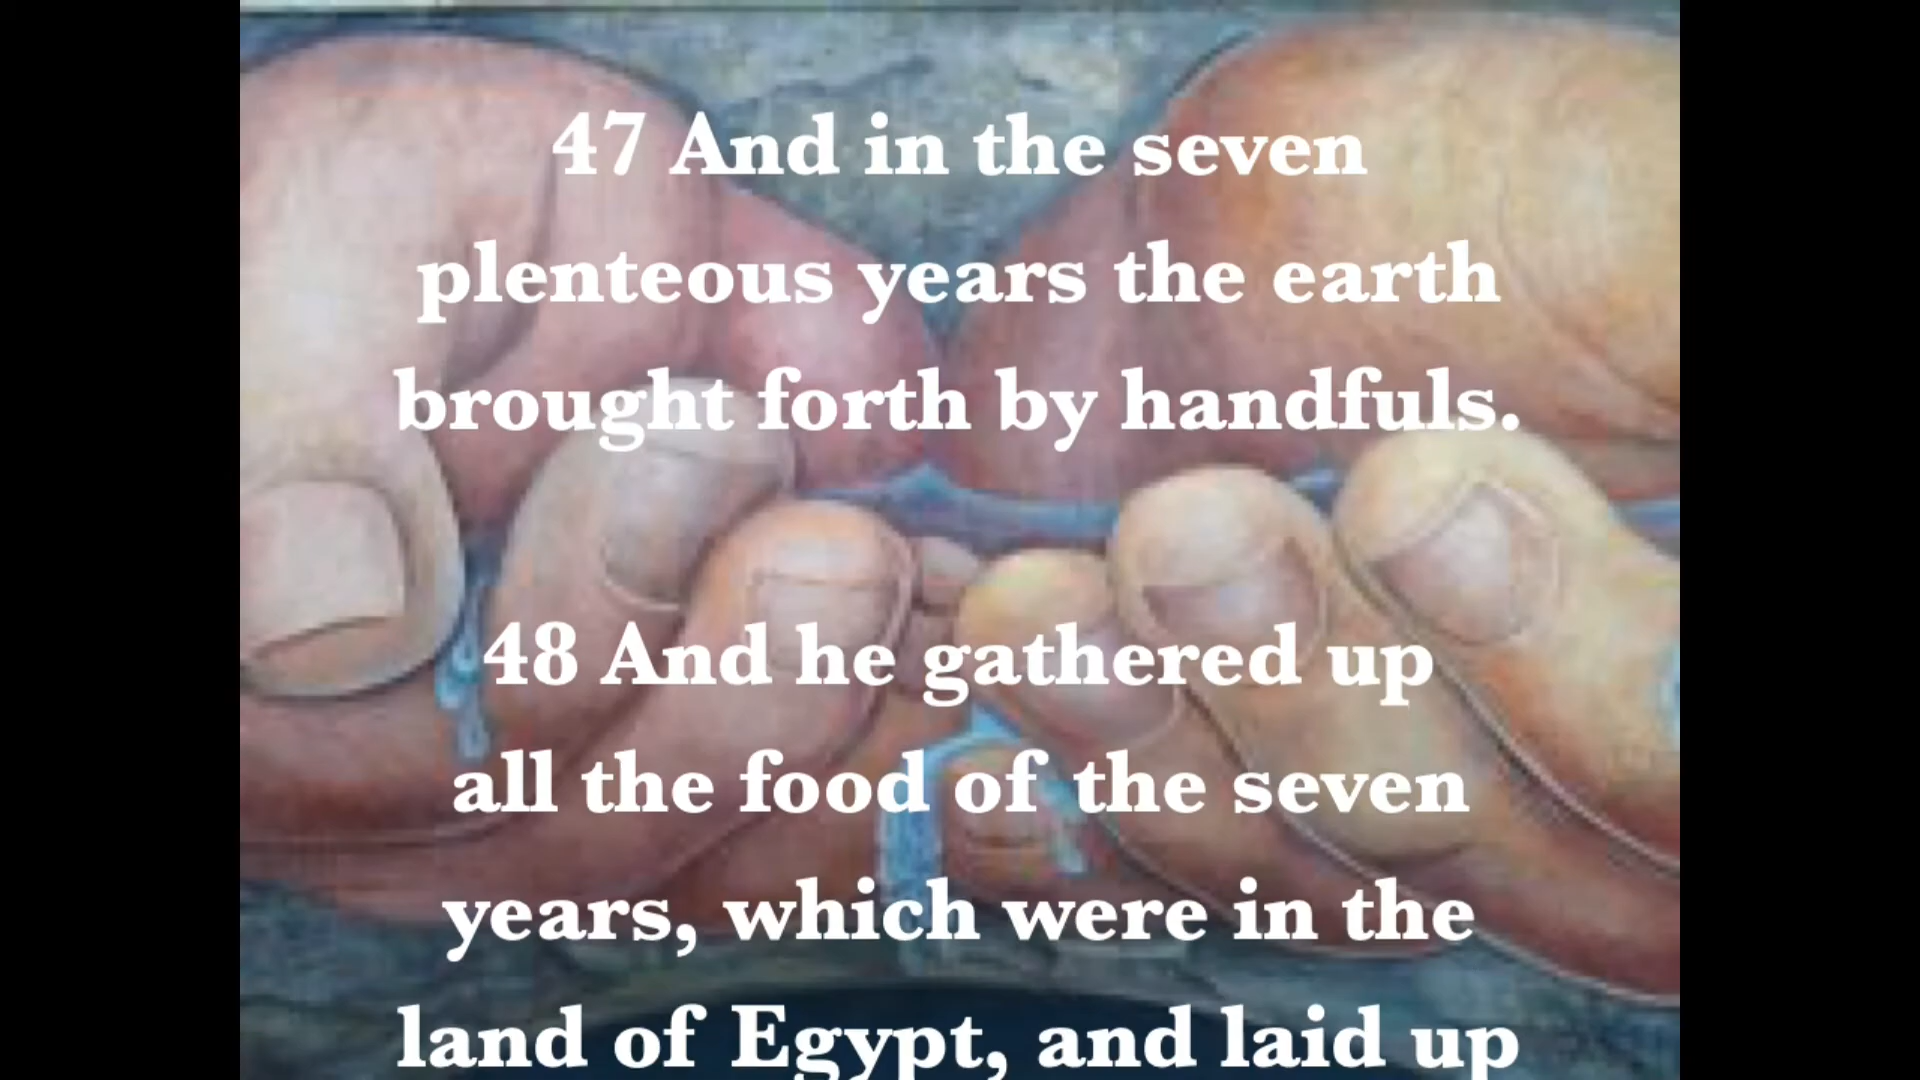 47 And in the seven
plenteous years the earth
brought forth by handfuls.
48 And he gathered up
all the food of the seven
years, which were in the
land of Egypt, and laid up